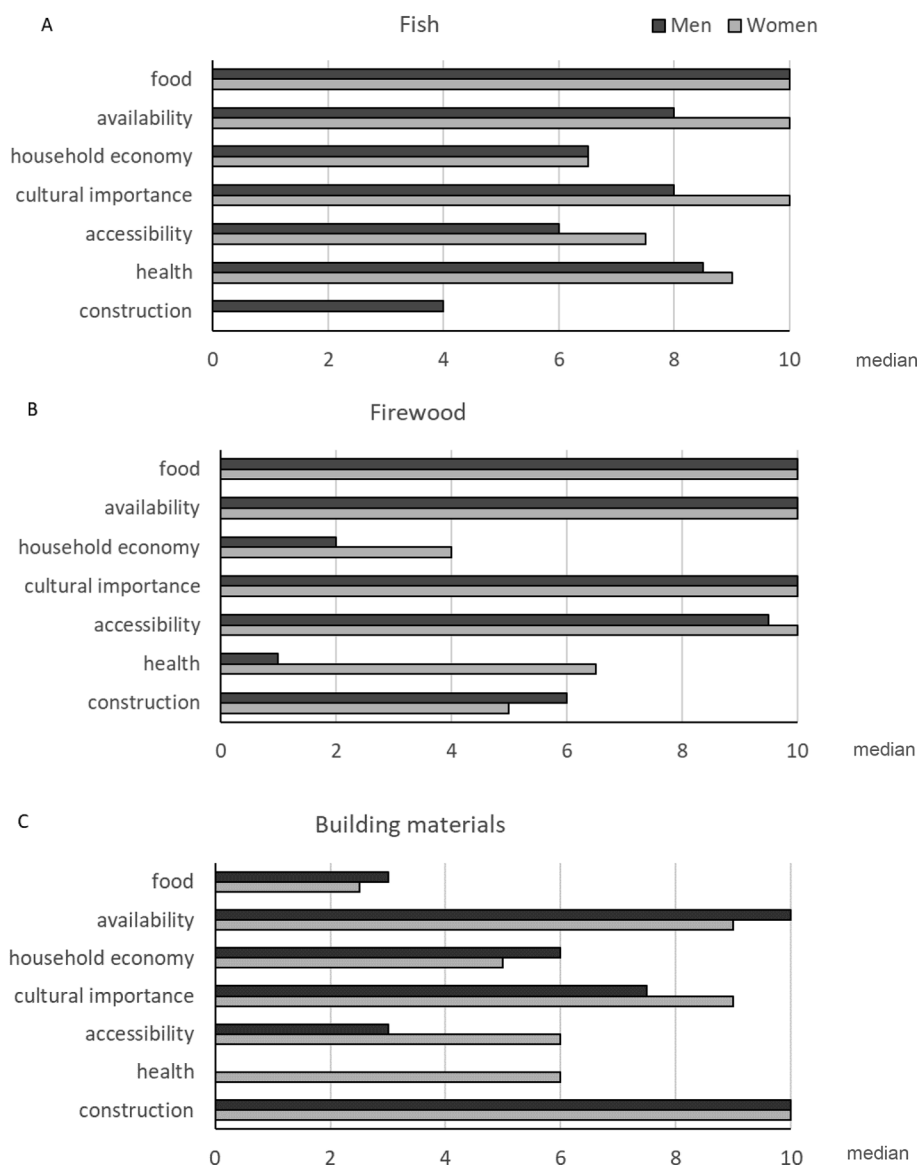 A
Fish
Men Women
food
availability
household economy
cultural importance
accessibility
health
construction
0 2 4 6 8 10 median
B
Firewood
food
availability
household economy
cultural importance
accessibility
health
construction
0 2 4 6 8 10 median
C
Building materials
food
availability
household economy
cultural importance
accessibility
health
construction
0 2 4 6 8 10 median